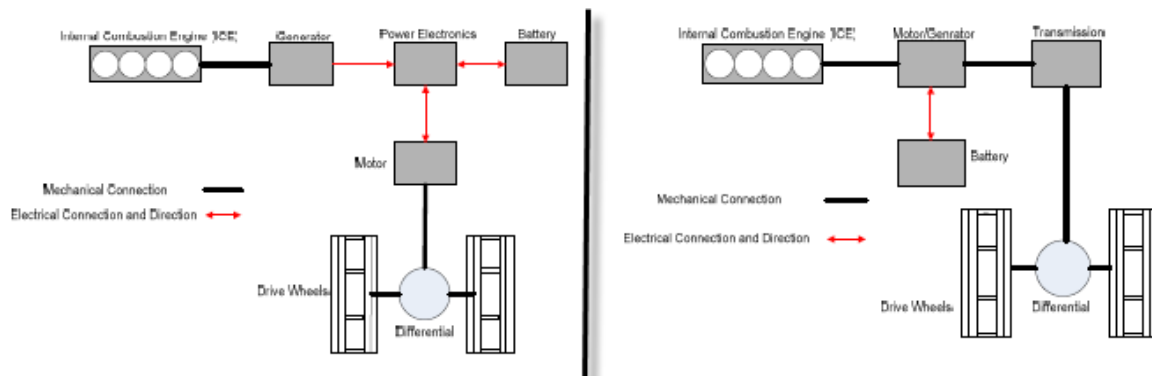 Internal Combustion Engine (ICE)
Generator
Power Electronics
Battery
Motor
Mechanical Connection
Electrical Connection and Direction
Drive Wheels
Differential
Internal Combustion Engine (ICE)
Motor/Genrator
Transmission
Battery
Mechanical Connection
Electrical Connection and Direction
Drive Wheels
Differential